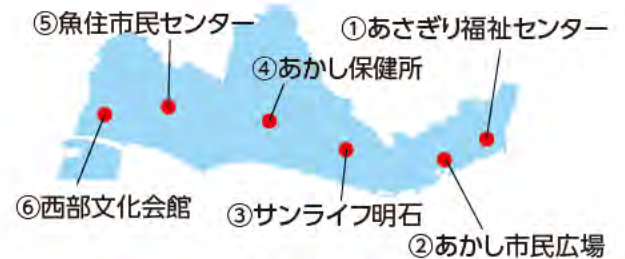 ⑤魚住市民センター
①あさぎり福祉センター
④あかし保健所
⑥西部文化会館
③サンライフ明石
②あかし市民広場